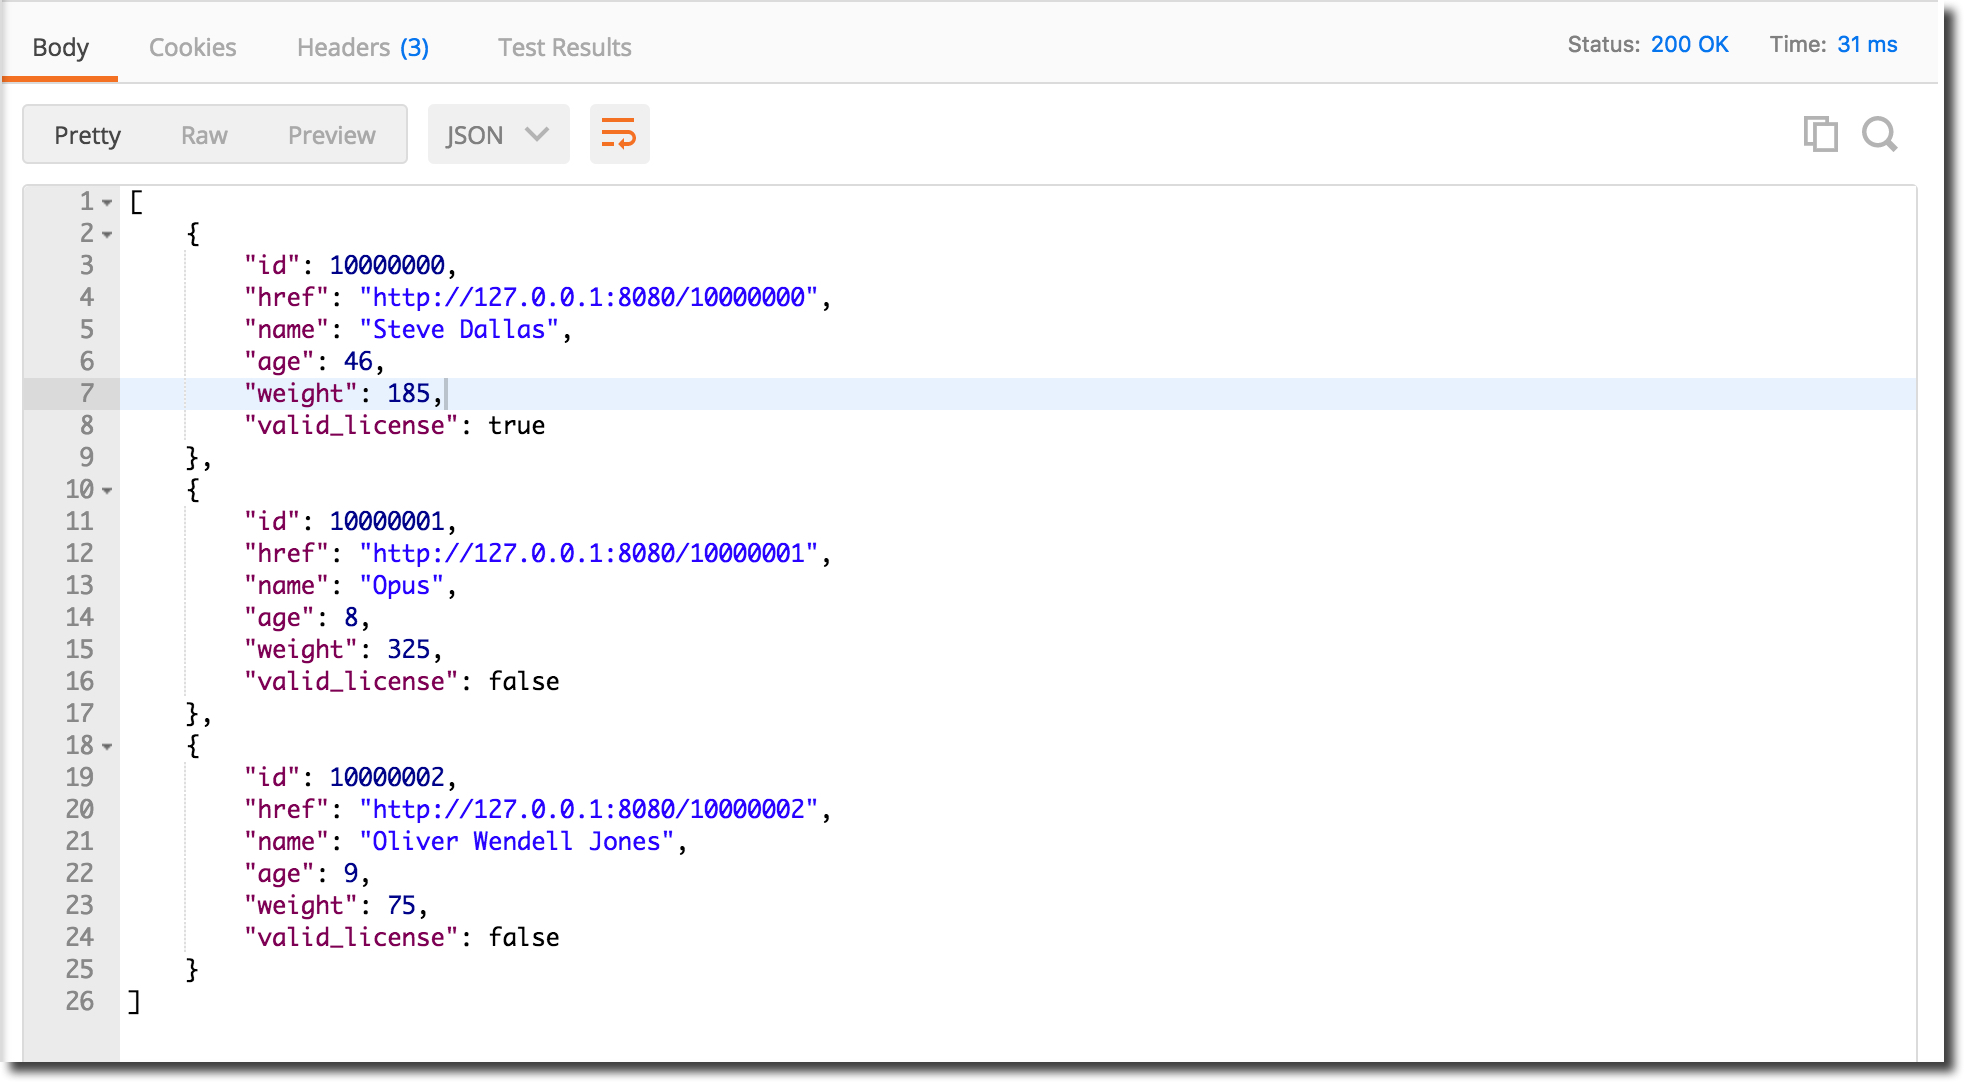 Body Cookies Headers (3) Test Results Status: 200 OK Time: 31 ms
Pretty Raw Preview JSON
1 [
2 {
3 "id": 10000000,
4 "href": "http://127.0.0.1:8080/10000000",
5 "name": "Steve Dallas",
6 "age": 46,
7 "weight": 185,
8 "valid_license": true
9 },
10 {
11 "id": 10000001,
12 "href": "http://127.0.0.1:8080/10000001",
13 "name": "Opus",
14 "age": 8,
15 "weight": 325,
16 "valid_license": false
17 },
18 {
19 "id": 10000002,
20 "href": "http://127.0.0.1:8080/10000002",
21 "name": "Oliver Wendell Jones",
22 "age": 9,
23 "weight": 75,
24 "valid_license": false
25 }
26 ]